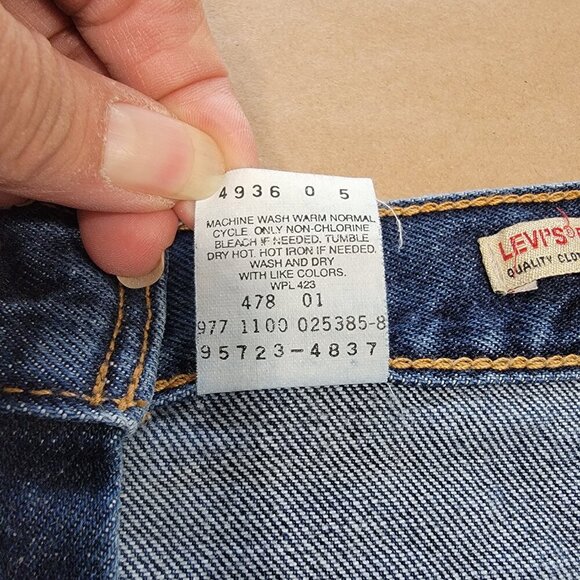 4936 0 5
MACHINE WASH WARM NORMAL
CYCLE. ONLY NON-CHLORINE
BLEACH IF NEEDED. TUMBLE
DRY HOT. HOT IRON IF NEEDED.
WASH AND DRY
WITH LIKE COLORS.
WPL 423
478 01
977 1100 025385-8
95723-4837
LEVI'S
QUALITY